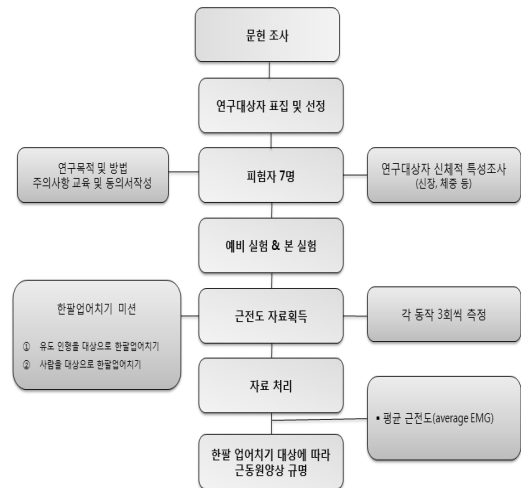 문헌 조사
연구대상자 표집 및 선정
연구목적 및 방법
주의사항 교육 및 동의서작성
피험자 7명
연구대상자 신체적 특성조사
(신장, 체중 등)
예비 실험 & 본 실험
한팔업어치기 미션
① 유도 인형을 대상으로 한팔업어치기
② 사람을 대상으로 한팔업어치기
근전도 자료획득
각 동작 3회씩 측정
자료 처리
▪ 평균 근전도(average EMG)
한팔 업어치기 대상에 따라
근동원양상 규명